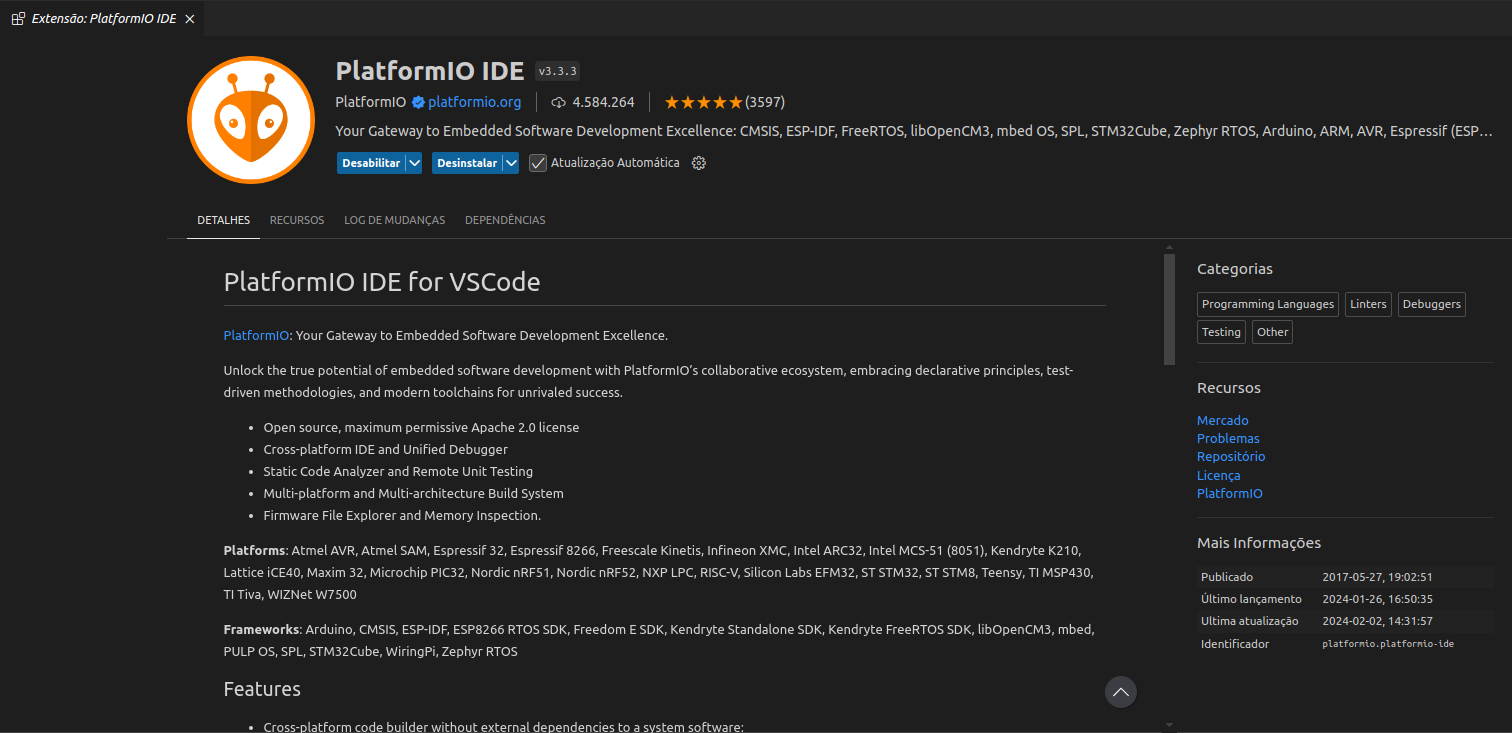 Extensão: PlatformIO IDE
PlatformIO IDE v3.3.3
PlatformIO platformio.org 4.584.264 (3597)
Your Gateway to Embedded Software Development Excellence: CMSIS, ESP-IDF, FreeRTOS, libOpenCM3, mbed OS, SPL, STM32Cube, Zephyr RTOS, Arduino, ARM, AVR, Espressif (ESP…
Desabilitar Desinstalar Atualização Automática
DETALHES RECURSOS LOG DE MUDANÇAS DEPENDÊNCIAS
PlatformIO IDE for VSCode
PlatformIO: Your Gateway to Embedded Software Development Excellence.
Unlock the true potential of embedded software development with PlatformIO’s collaborative ecosystem, embracing declarative principles, test-
driven methodologies, and modern toolchains for unrivaled success.
• Open source, maximum permissive Apache 2.0 license
• Cross-platform IDE and Unified Debugger
• Static Code Analyzer and Remote Unit Testing
• Multi-platform and Multi-architecture Build System
• Firmware File Explorer and Memory Inspection.
Platforms: Atmel AVR, Atmel SAM, Espressif 32, Espressif 8266, Freescale Kinetis, Infineon XMC, Intel ARC32, Intel MCS-51 (8051), Kendryte K210,
Lattice iCE40, Maxim 32, Microchip PIC32, Nordic nRF51, Nordic nRF52, NXP LPC, RISC-V, Silicon Labs EFM32, ST STM32, ST STM8, Teensy, TI MSP430,
TI Tiva, WIZNet W7500
Frameworks: Arduino, CMSIS, ESP-IDF, ESP8266 RTOS SDK, Freedom E SDK, Kendryte Standalone SDK, Kendryte FreeRTOS SDK, libOpenCM3, mbed,
PULP OS, SPL, STM32Cube, WiringPi, Zephyr RTOS
Features
• Cross-platform code builder without external dependencies to a system software:
Categorias
Programming Languages Linters Debuggers
Testing Other
Recursos
Mercado
Problemas
Repositório
Licença
PlatformIO
Mais Informações
Publicado 2017-05-27, 19:02:51
Último lançamento 2024-01-26, 16:50:35
Ultima atualização 2024-02-02, 14:31:57
Identificador platformio.platformio-ide